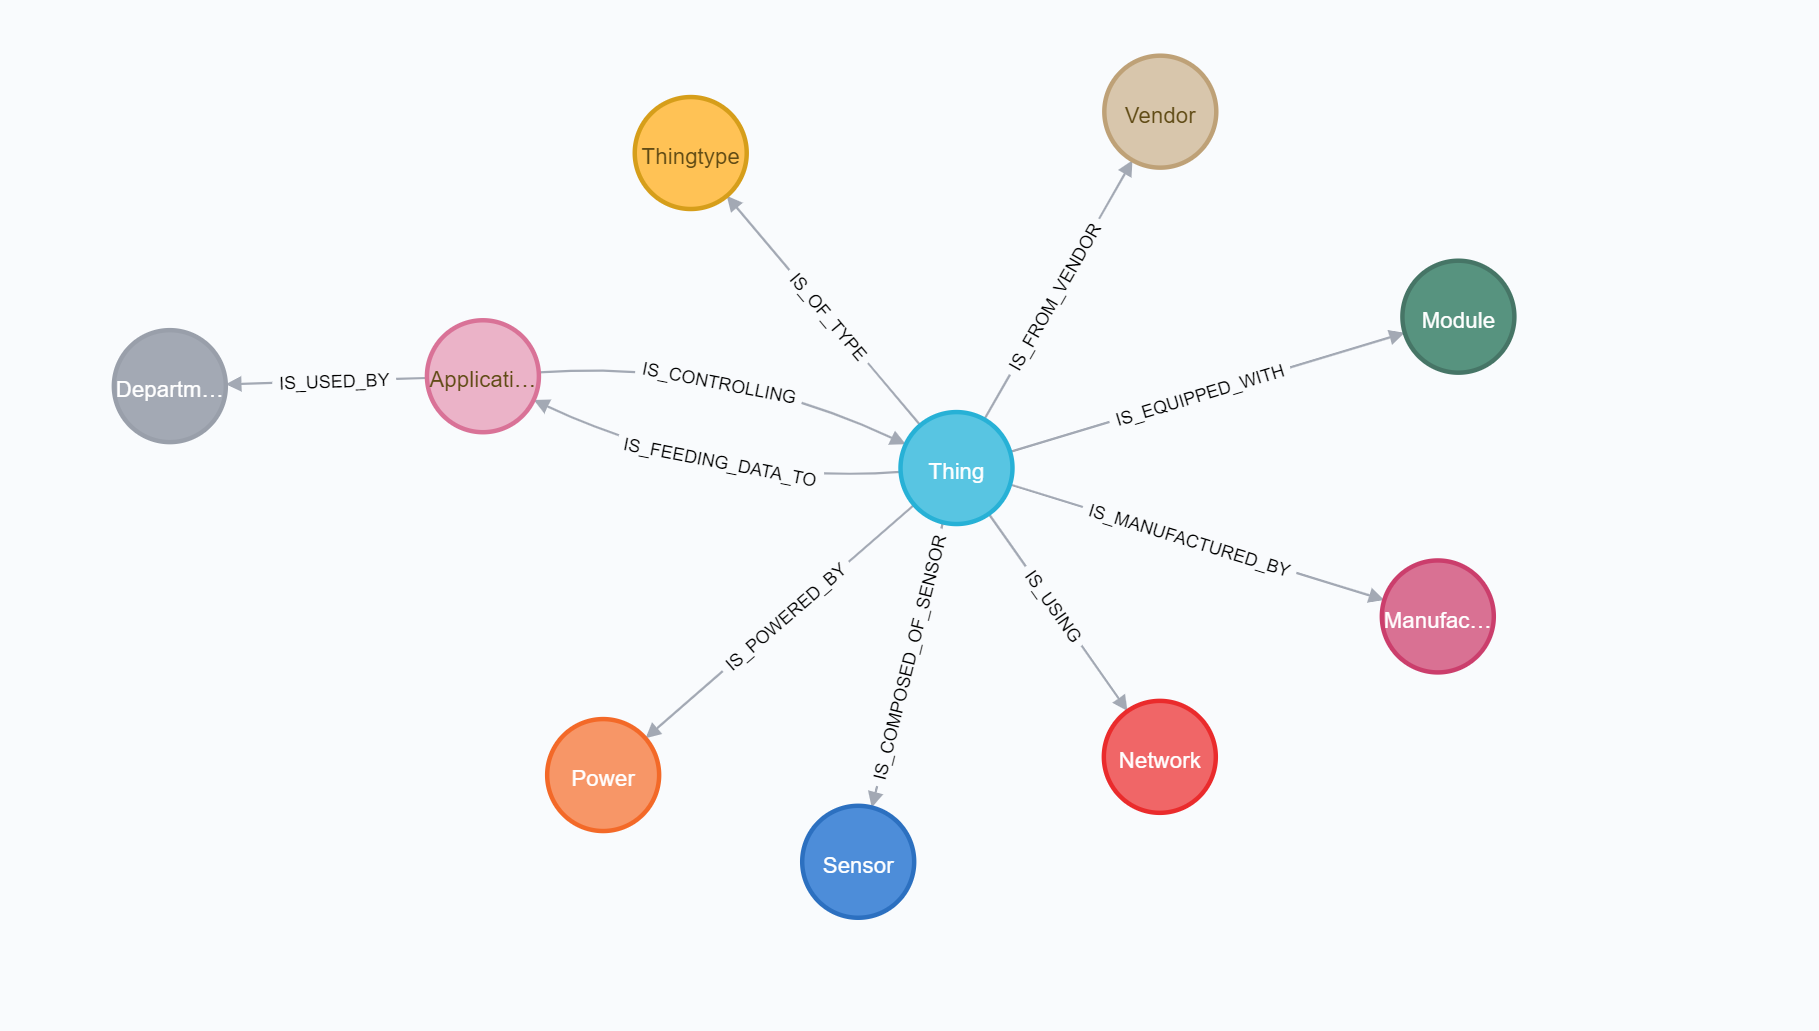 Vendor
Thingtype
IS_FROM_VENDOR
IS_OF_TYPE
Module
Departm...
IS_USED_BY
Applicati...
IS_CONTROLLING
IS_EQUIPPED_WITH
IS_FEEDING_DATA_TO
Thing
IS_MANUFACTURED_BY
IS_POWERED_BY
IS_COMPOSED_OF_SENSOR
IS_USING
Manufac...
Power
Network
Sensor